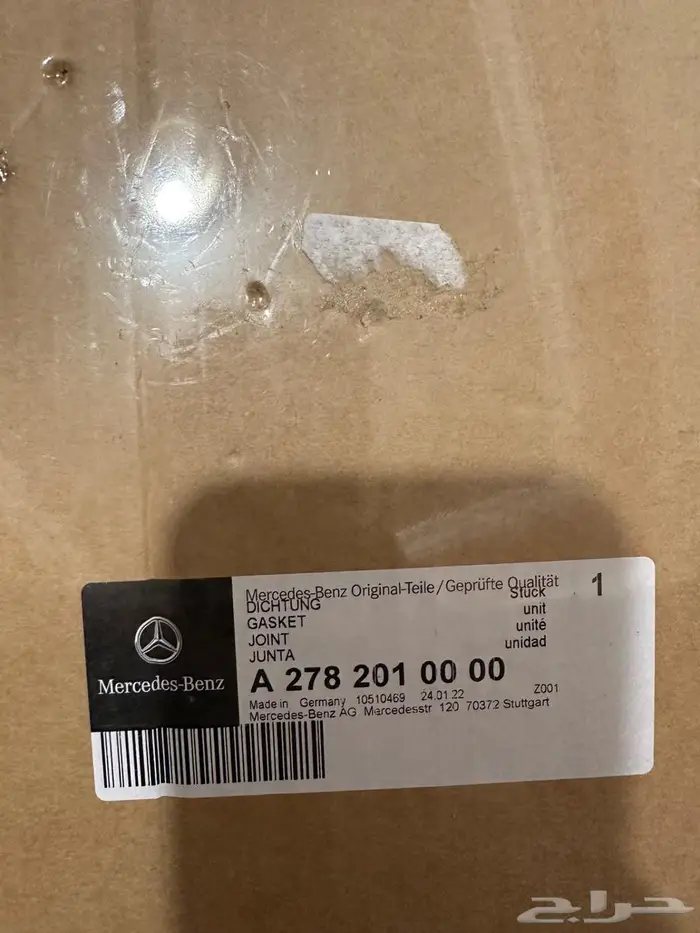 Mercedes-Benz Original-Teile/Geprüfte Qualität 1
DICHTUNG Stück
GASKET unit
JOINT unité
JUNTA unidad
A 278 201 00 00
Made in Germany 10510469 24.01.22 Z001
Mercedes-Benz AG Mercedesstr 120 70372 Stuttgart
Mercedes-Benz
حراج